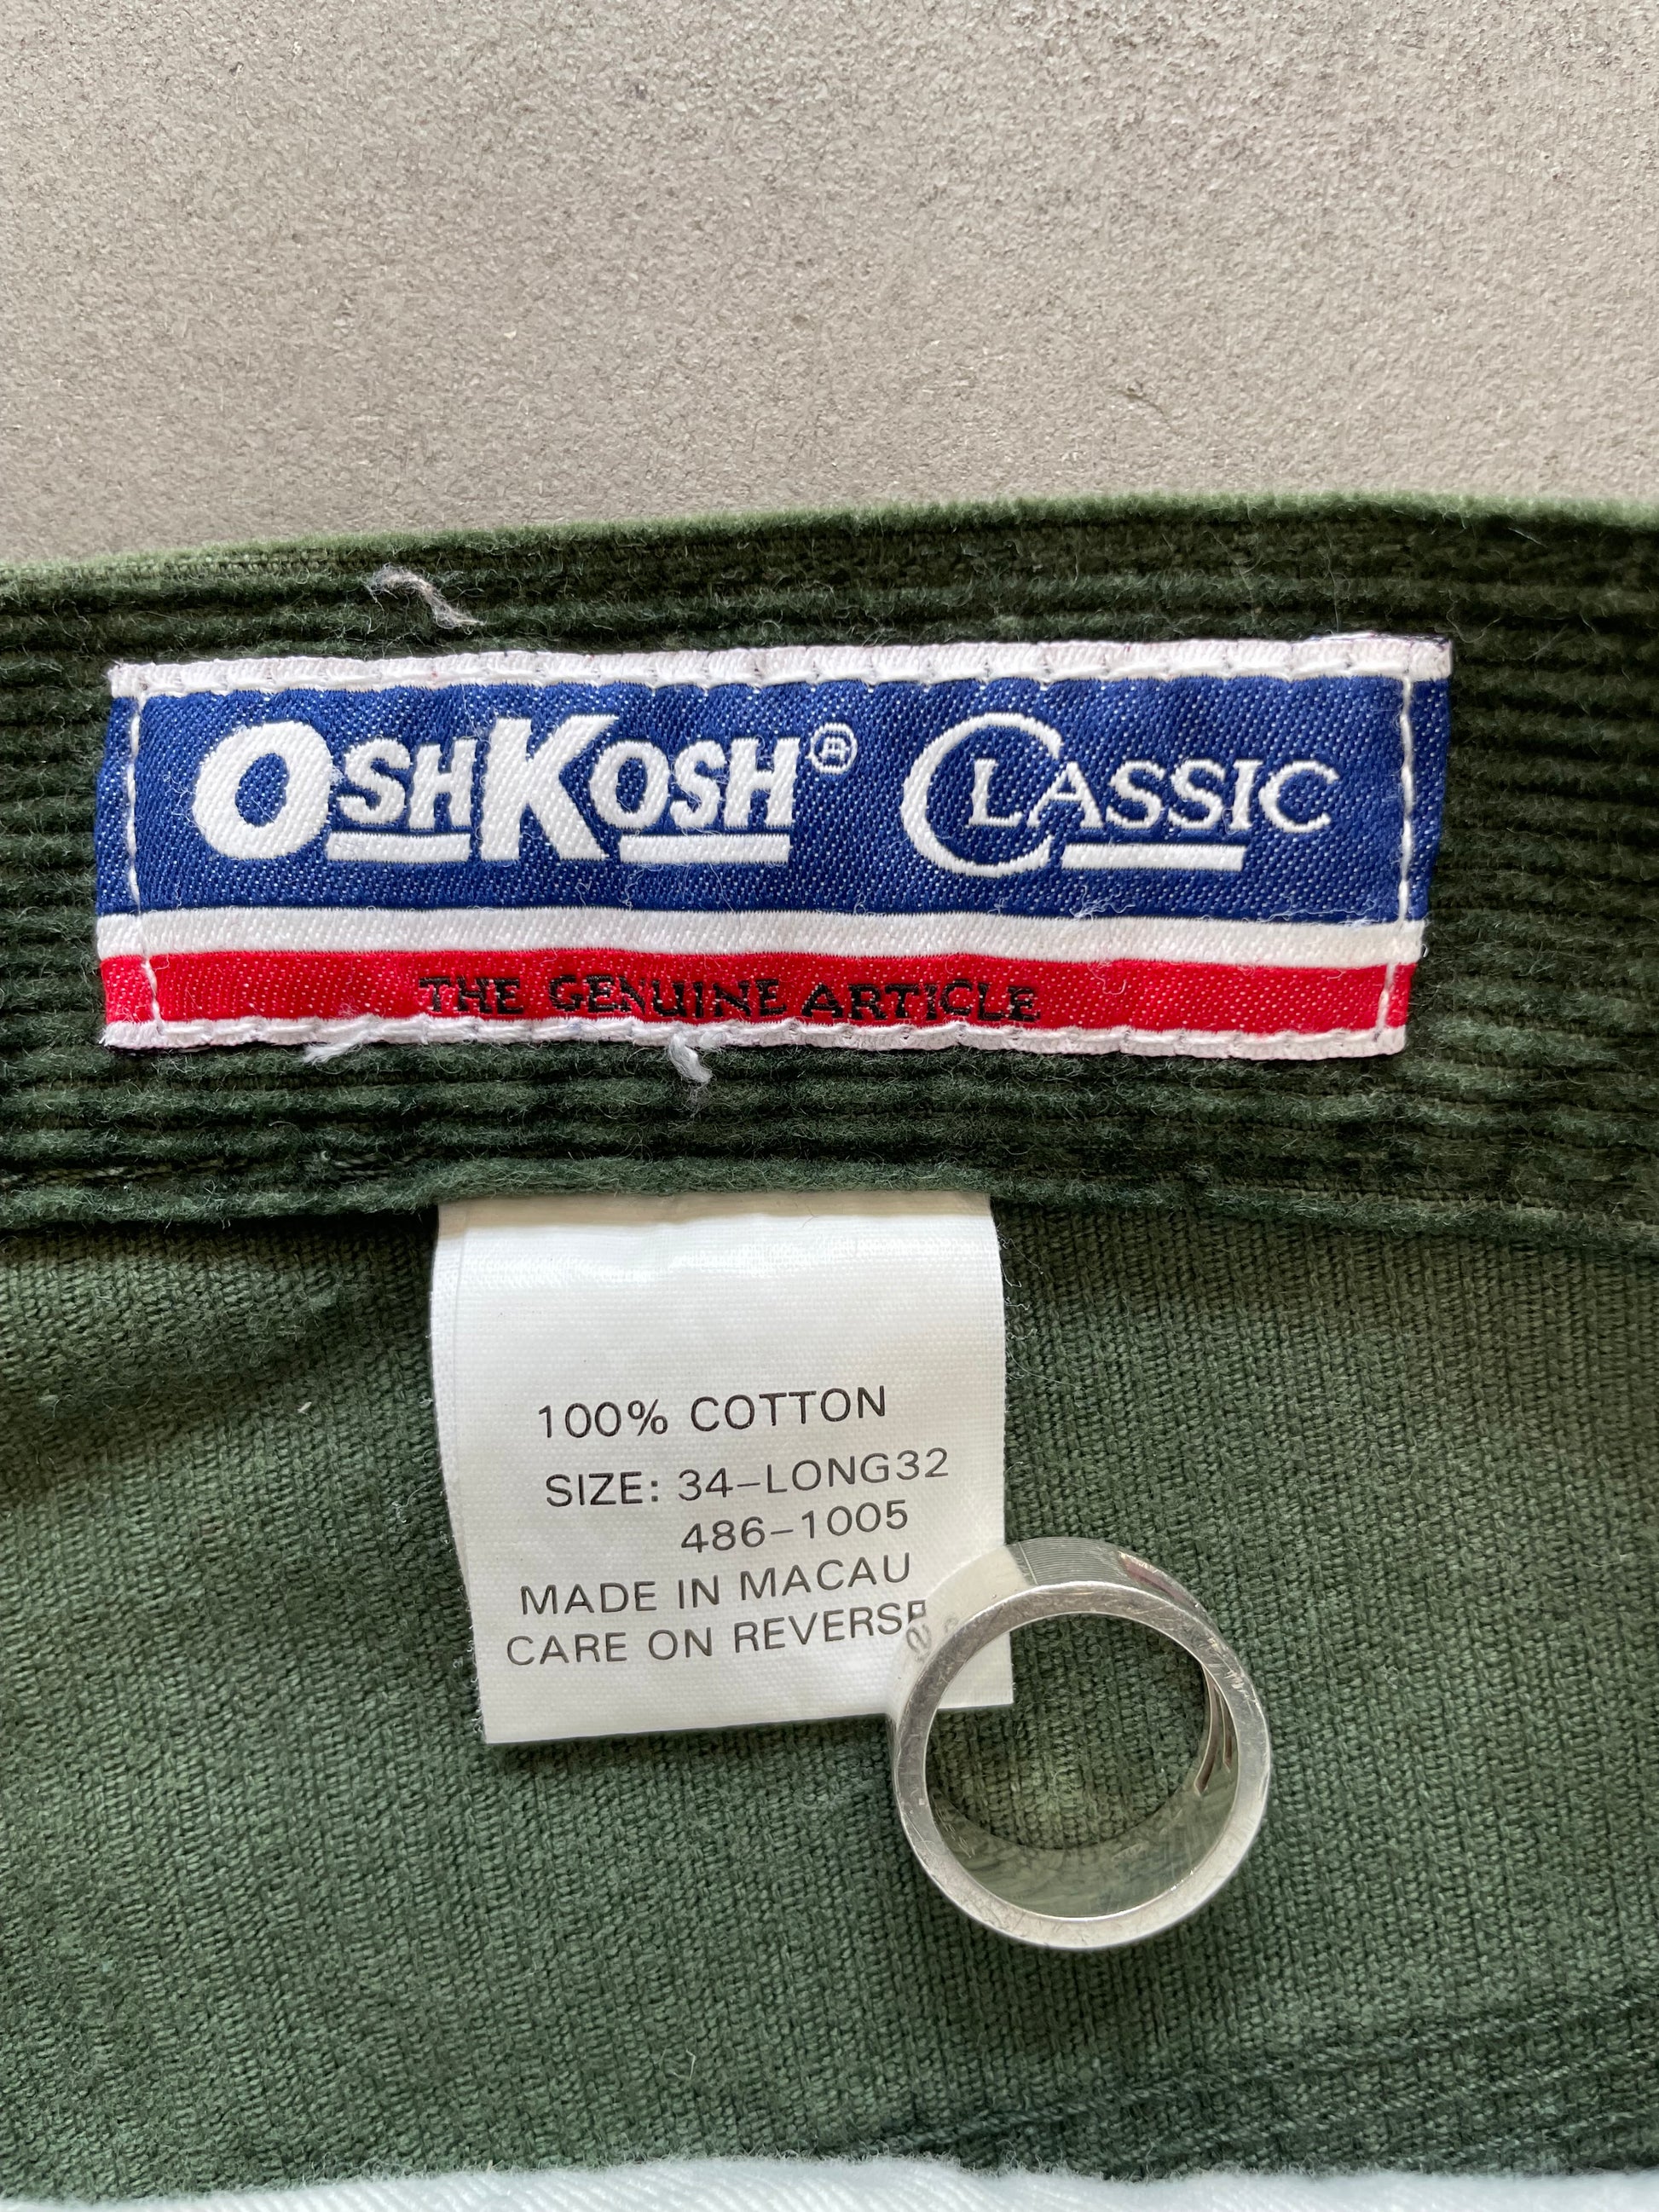 OSHKOSH® CLASSIC
THE GENUINE ARTICLE
100% COTTON
SIZE: 34-LONG32
486-1005
MADE IN MACAU
CARE ON REVERSE